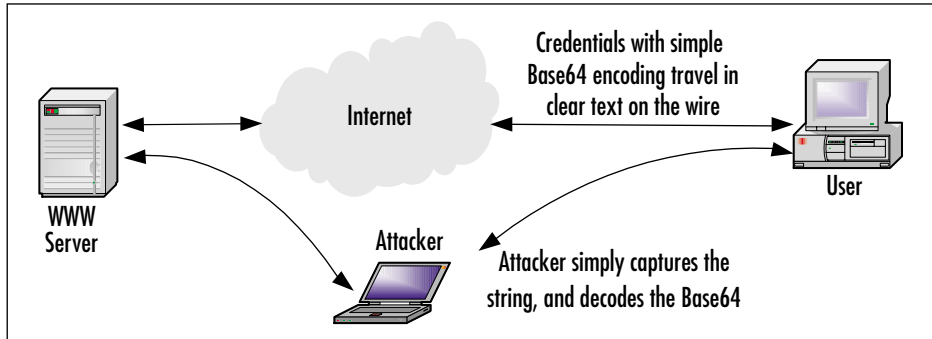 Credentials with simple
Base64 encoding travel in
clear text on the wire
Internet
WWW
Server
User
Attacker
Attacker simply captures the
string, and decodes the Base64